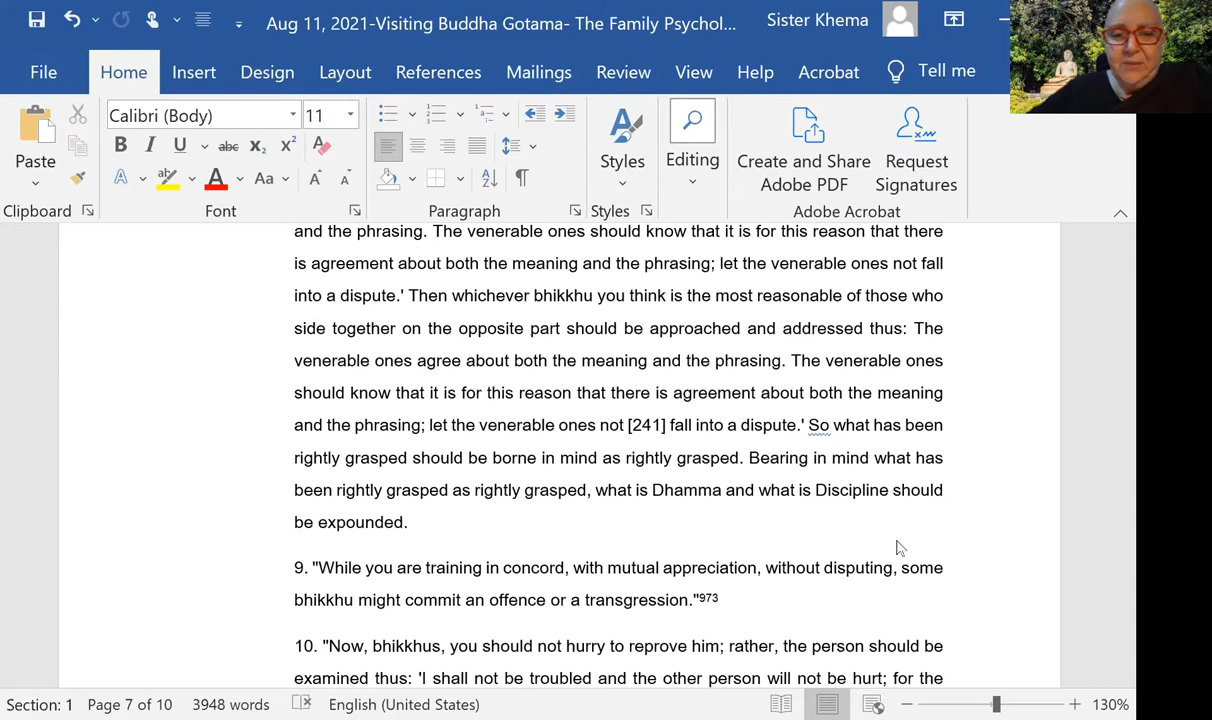 Aug 11, 2021-Visiting Buddha Gotama- The Family Psychol...
Sister Khema
File Home Insert Design Layout References Mailings Review View Help Acrobat Tell me
Calibri (Body) 11
Paste
Styles
Editing
Create and Share Adobe PDF
Request Signatures
Clipboard Font Paragraph Styles Adobe Acrobat
and the phrasing. The venerable ones should know that it is for this reason that there
is agreement about both the meaning and the phrasing; let the venerable ones not fall
into a dispute.' Then whichever bhikkhu you think is the most reasonable of those who
side together on the opposite part should be approached and addressed thus: The
venerable ones agree about both the meaning and the phrasing. The venerable ones
should know that it is for this reason that there is agreement about both the meaning
and the phrasing; let the venerable ones not [241] fall into a dispute.' So what has been
rightly grasped should be borne in mind as rightly grasped. Bearing in mind what has
been rightly grasped as rightly grasped, what is Dhamma and what is Discipline should
be expounded.
9. "While you are training in concord, with mutual appreciation, without disputing, some
bhikkhu might commit an offence or a transgression."973
10. "Now, bhikkhus, you should not hurry to reprove him; rather, the person should be
examined thus: 'I shall not be troubled and the other person will not be hurt; for the
Section: 1 Page 7 of 10 3948 words English (United States) 130%